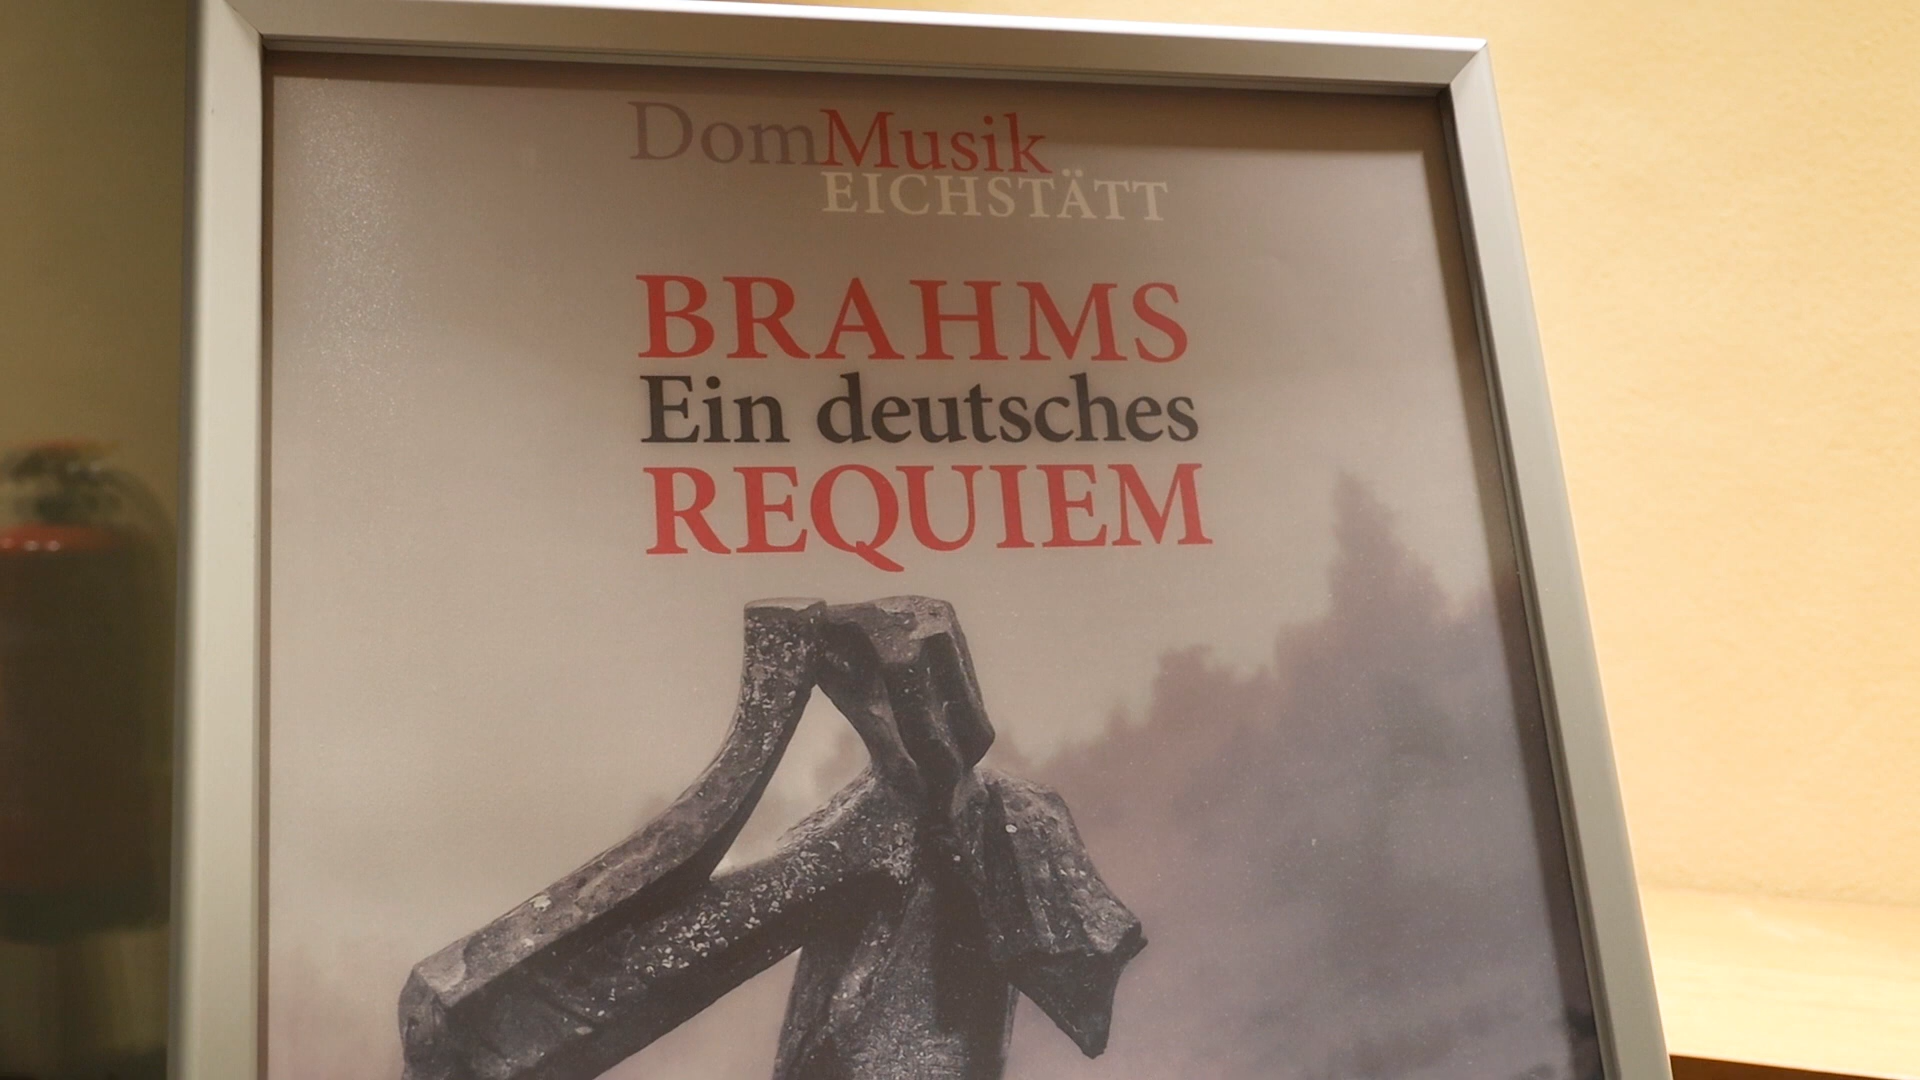 DomMusik
EICHSTÄTT
BRAHMS
Ein deutsches
REQUIEM